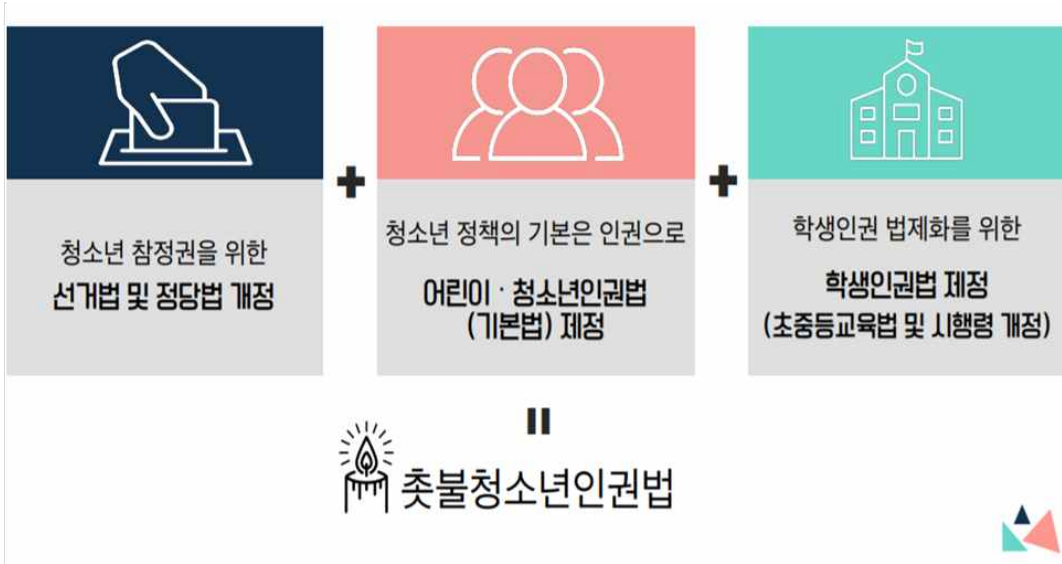 청소년 참정권을 위한
선거법 및 정당법 개정
+
청소년 정책의 기본은 인권으로
어린이 · 청소년인권법
(기본법) 제정
+
학생인권 법제화를 위한
학생인권법 제정
(초중등교육법 및 시행령 개정)
=
촛불청소년인권법